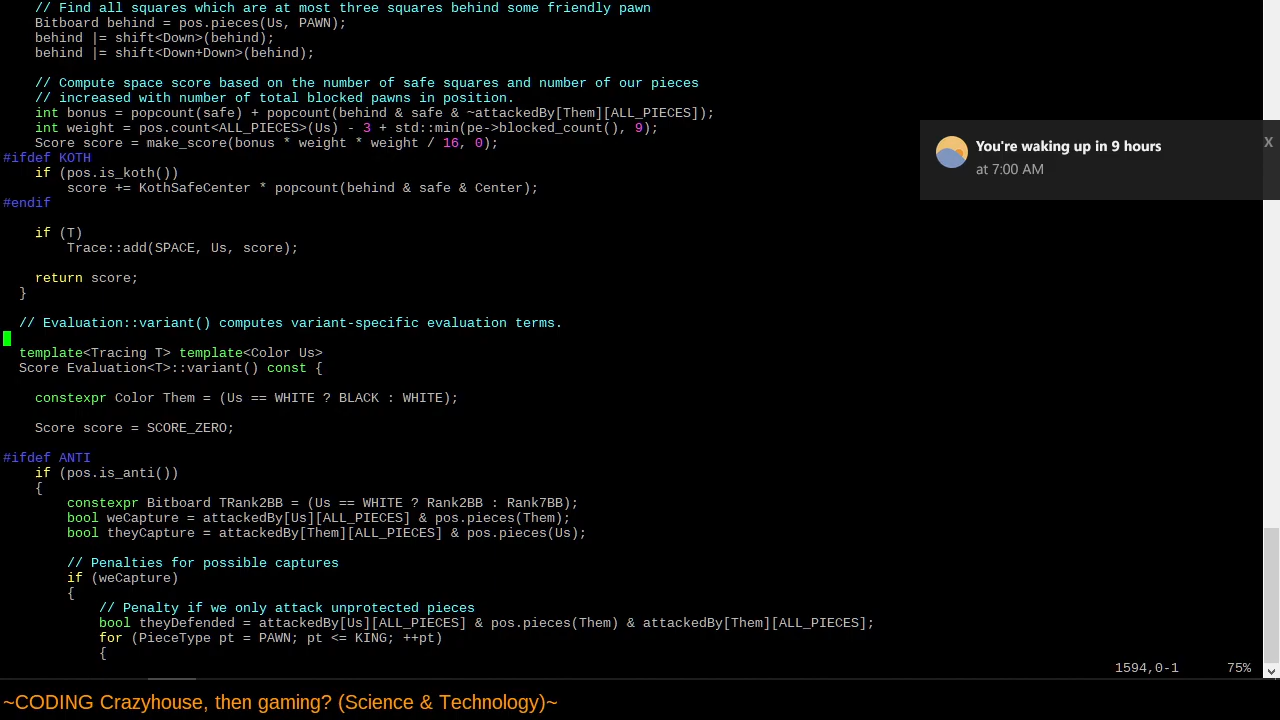 // Find all squares which are at most three squares behind some friendly pawn
Bitboard behind = pos.pieces(Us, PAWN);
behind |= shift<Down>(behind);
behind |= shift<Down+Down>(behind);
// Compute space score based on the number of safe squares and number of our pieces
// increased with number of total blocked pawns in position.
int bonus = popcount(safe) + popcount(behind & safe & ~attackedBy[Them][ALL_PIECES]);
int weight = pos.count<ALL_PIECES>(Us) - 3 + std::min(pe->blocked_count(), 9);
Score score = make_score(bonus * weight * weight / 16, 0);
#ifdef KOTH
if (pos.is_koth())
score += KothSafeCenter * popcount(behind & safe & Center);
#endif
if (T)
Trace::add(SPACE, Us, score);
return score;
}
// Evaluation::variant() computes variant-specific evaluation terms.
template<Tracing T> template<Color Us>
Score Evaluation<T>::variant() const {
constexpr Color Them = (Us == WHITE ? BLACK : WHITE);
Score score = SCORE_ZERO;
#ifdef ANTI
if (pos.is_anti())
{
constexpr Bitboard TRank2BB = (Us == WHITE ? Rank2BB : Rank7BB);
bool weCapture = attackedBy[Us][ALL_PIECES] & pos.pieces(Them);
bool theyCapture = attackedBy[Them][ALL_PIECES] & pos.pieces(Us);
// Penalties for possible captures
if (weCapture)
{
// Penalty if we only attack unprotected pieces
bool theyDefended = attackedBy[Us][ALL_PIECES] & pos.pieces(Them) & attackedBy[Them][ALL_PIECES];
for (PieceType pt = PAWN; pt <= KING; ++pt)
{
1594,0-1 75%
You're waking up in 9 hours
at 7:00 AM
X
~CODING Crazyhouse, then gaming? (Science & Technology)~